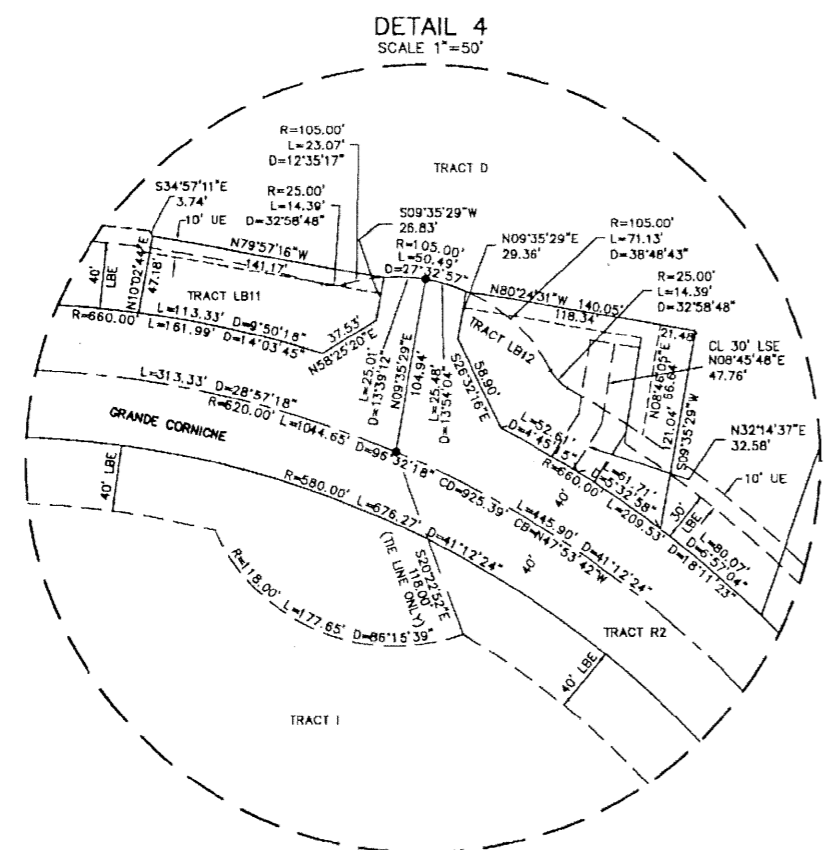 DETAIL 4
SCALE 1"=50'
R=105.00'
L=23.07'
D=12°35'17"
TRACT D
S34°57'11"E
3.74'
10' UE
R=25.00'
L=14.39'
D=32°58'48"
S09°35'29"W
26.83'
R=105.00'
L=50.49'
D=27°32'57"
N09°35'29"E
29.36'
R=105.00'
L=71.13'
D=38°48'43"
R=25.00'
L=14.39'
D=32°58'48"
N79°57'16"W
141.17'
N80°24'31"W 140.05'
118.34'
21.48'
40' LBE
N10°02'44"E
47.18'
TRACT LB11
TRACT LB12
CL 30' LSE
N08°45'48"E
47.76'
L=113.33' D=9°50'18"
R=660.00' L=161.99' D=14°03'45"
37.53'
N58°25'20"E
L=25.01'
D=13°39'12"
N09°35'29"E
104.94'
L=25.48'
D=13°54'04"
58.90'
S26°32'16"E
N08°46'05"E
66.64'
21.04'
S09°35'29"W
N32°14'37"E
32.58'
10' UE
L=313.33' D=28°57'18"
R=620.00' L=1044.65' D=96°32'18"
GRANDE CORNICHE
L=52.61'
D=4°45'15"
R=660.00'
L=61.71'
D=5°32'58"
L=209.53'
D=18°11'23"
30' LBE
L=80.07'
D=6°57'04"
40'
CD=925.39'
CB=N47°53'42"W
L=445.90' D=41°12'24"
40'
40' LBE
R=580.00' L=676.27' D=41°12'24"
S20°22'52"E
118.00'
(TIE LINE ONLY)
R=118.00' L=177.65' D=86°15'39"
TRACT R2
40' LBE
TRACT I